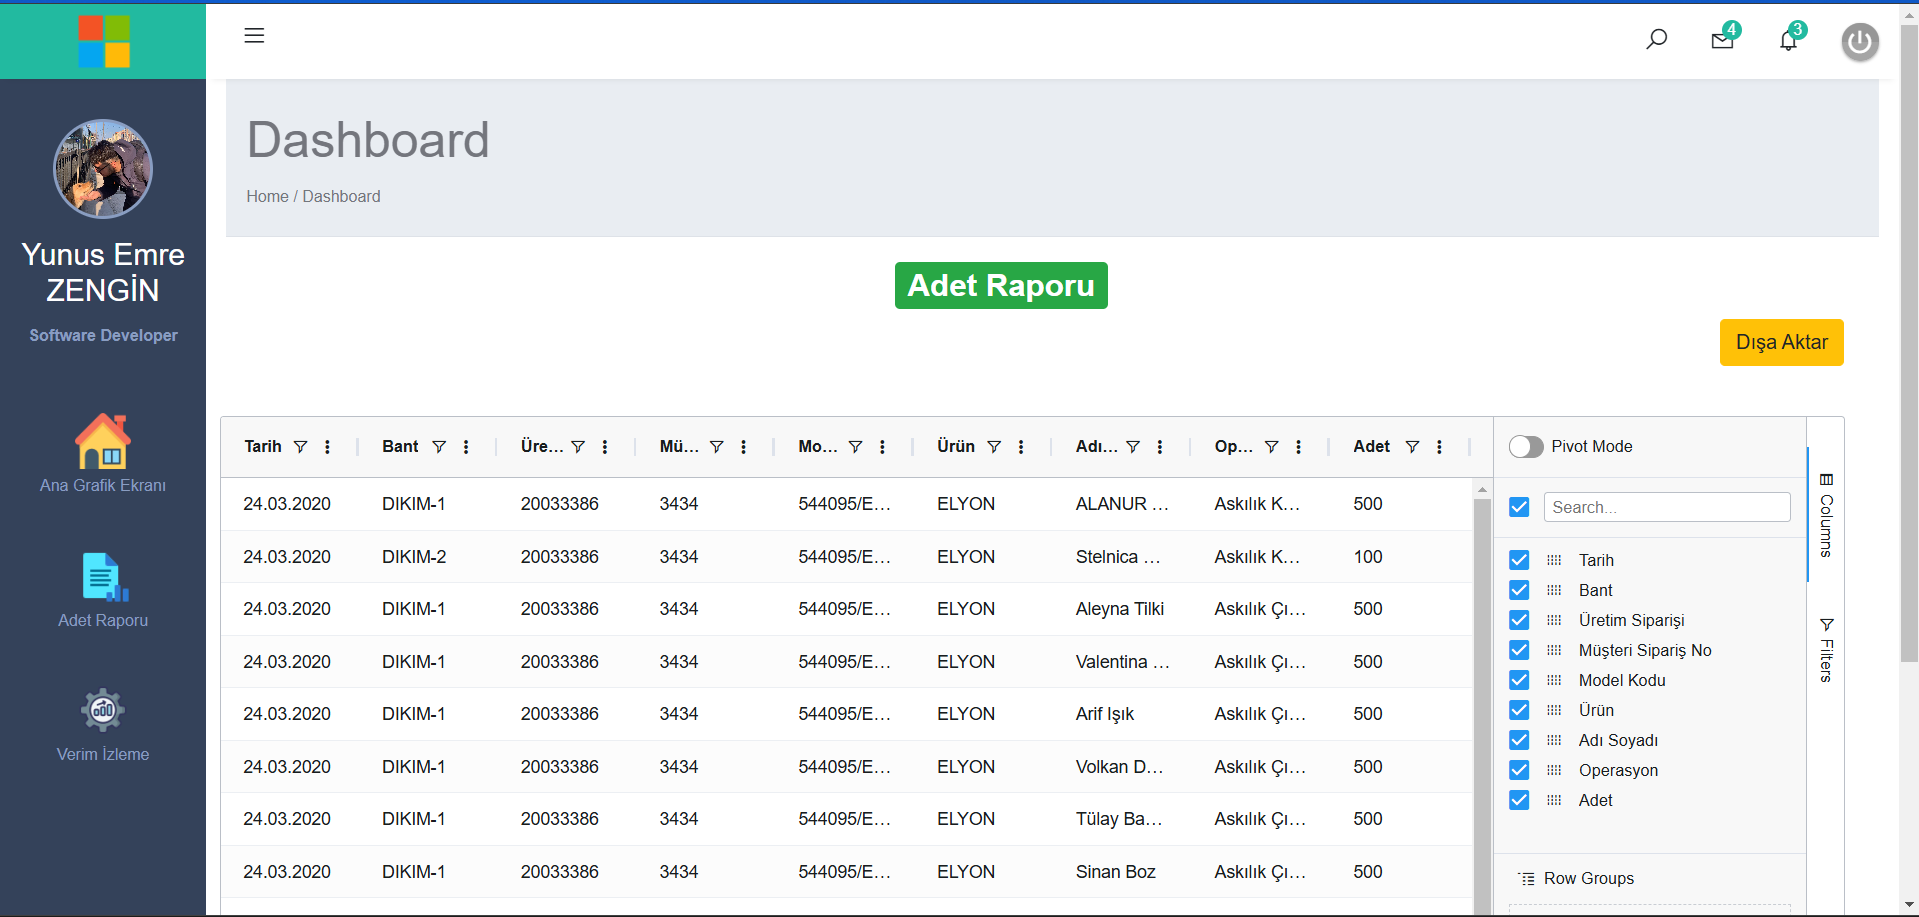 4
3
Yunus Emre
ZENGİN
Software Developer
Ana Grafik Ekranı
Adet Raporu
Verim İzleme
Dashboard
Home / Dashboard
Adet Raporu
Dışa Aktar
Tarih Bant Üre... Mü... Mo... Ürün Adı... Op... Adet
24.03.2020 DIKIM-1 20033386 3434 544095/E... ELYON ALANUR ... Askılık K... 500
24.03.2020 DIKIM-2 20033386 3434 544095/E... ELYON Stelnica ... Askılık K... 100
24.03.2020 DIKIM-1 20033386 3434 544095/E... ELYON Aleyna Tilki Askılık Çı... 500
24.03.2020 DIKIM-1 20033386 3434 544095/E... ELYON Valentina ... Askılık Çı... 500
24.03.2020 DIKIM-1 20033386 3434 544095/E... ELYON Arif Işık Askılık Çı... 500
24.03.2020 DIKIM-1 20033386 3434 544095/E... ELYON Volkan D... Askılık Çı... 500
24.03.2020 DIKIM-1 20033386 3434 544095/E... ELYON Tülay Ba... Askılık Çı... 500
24.03.2020 DIKIM-1 20033386 3434 544095/E... ELYON Sinan Boz Askılık Çı... 500
Pivot Mode
Search...
Tarih
Bant
Üretim Siparişi
Müşteri Sipariş No
Model Kodu
Ürün
Adı Soyadı
Operasyon
Adet
Row Groups
Columns
Filters